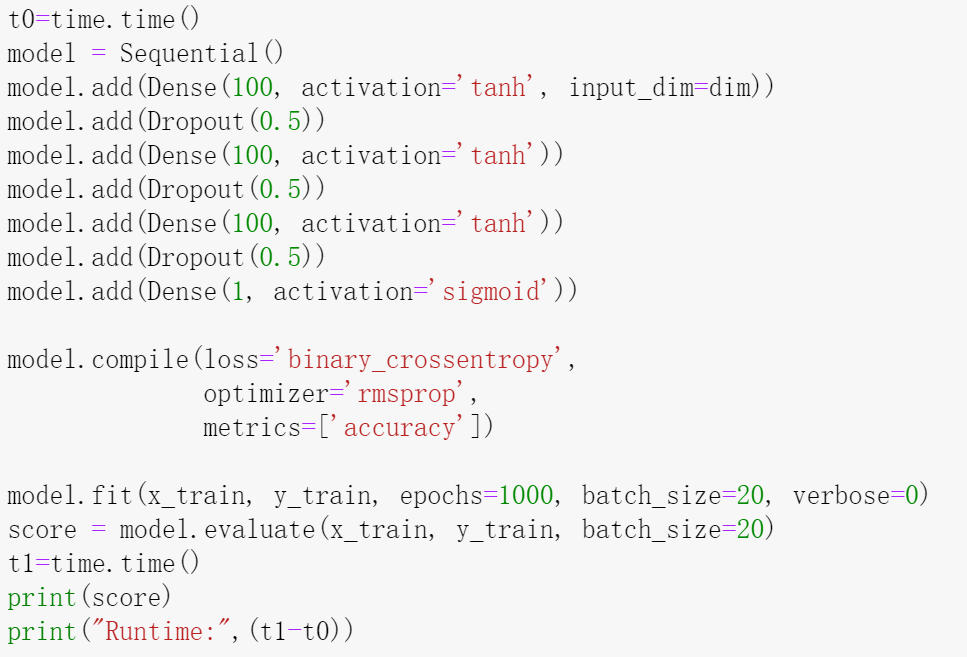 t0=time.time()
model = Sequential()
model.add(Dense(100, activation='tanh', input_dim=dim))
model.add(Dropout(0.5))
model.add(Dense(100, activation='tanh'))
model.add(Dropout(0.5))
model.add(Dense(100, activation='tanh'))
model.add(Dropout(0.5))
model.add(Dense(1, activation='sigmoid'))

model.compile(loss='binary_crossentropy',
              optimizer='rmsprop',
              metrics=['accuracy'])

model.fit(x_train, y_train, epochs=1000, batch_size=20, verbose=0)
score = model.evaluate(x_train, y_train, batch_size=20)
t1=time.time()
print(score)
print("Runtime:",(t1-t0))